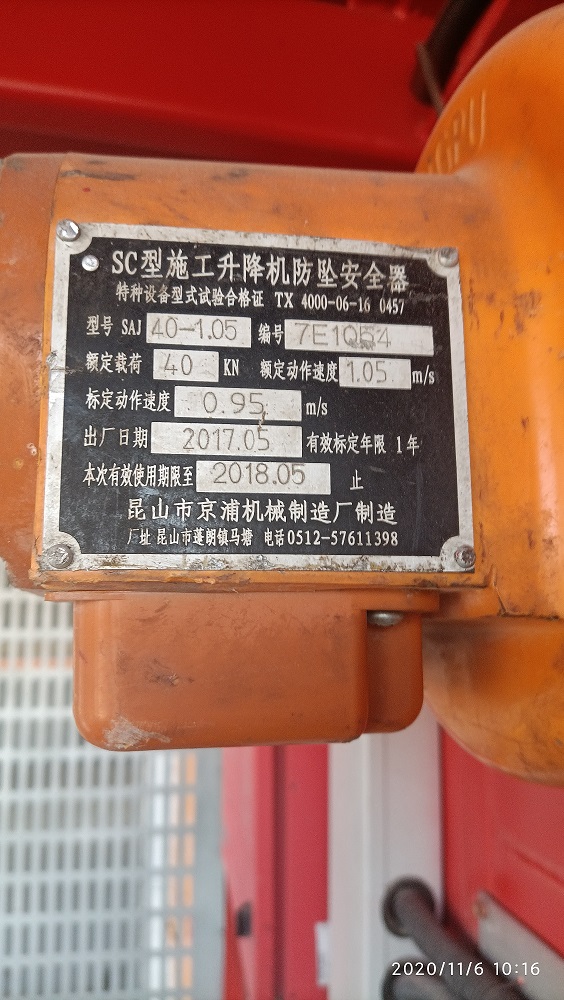 SC型施工升降机防坠安全器
特种设备型式试验合格证 TX 4000-06-16 0457
型号 SAJ 40-1.05 编号 7E1Q54
额定载荷 40 KN 额定动作速度 1.05 m/s
标定动作速度 0.95 m/s
出厂日期 2017.05 有效标定年限 1年
本次有效使用期限至 2018.05 止
昆山市京浦机械制造厂制造
厂址 昆山市蓬朗镇马塘 电话0512-57611398
2020/11/6 10:16